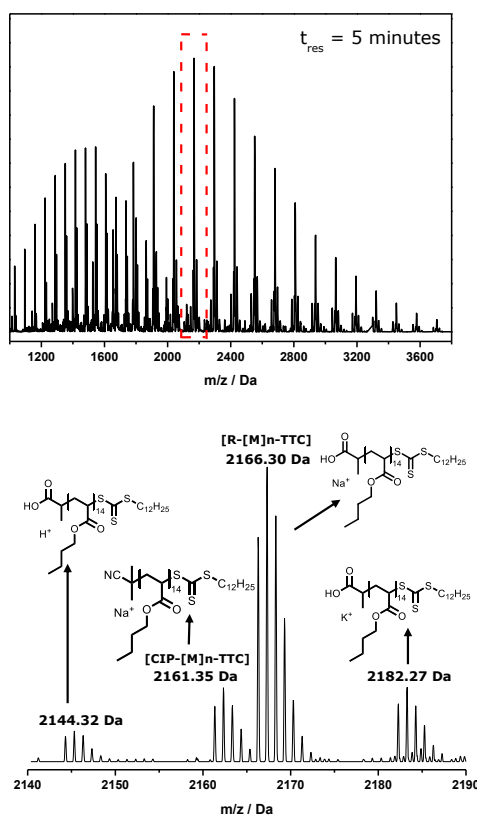 t_res = 5 minutes
1200 1600 2000 2400 2800 3200 3600
m/z / Da
[R-[M]n-TTC]
2166.30 Da
O
HO
14
S
S
S
C12H25
O
O
Na+
O
HO
14
S
S
S
C12H25
O
O
H+
NC
14
S
S
S
C12H25
O
O
Na+
O
HO
14
S
S
S
C12H25
O
O
K+
[CIP-[M]n-TTC]
2161.35 Da
2182.27 Da
2144.32 Da
2140 2150 2160 2170 2180 2190
m/z / Da